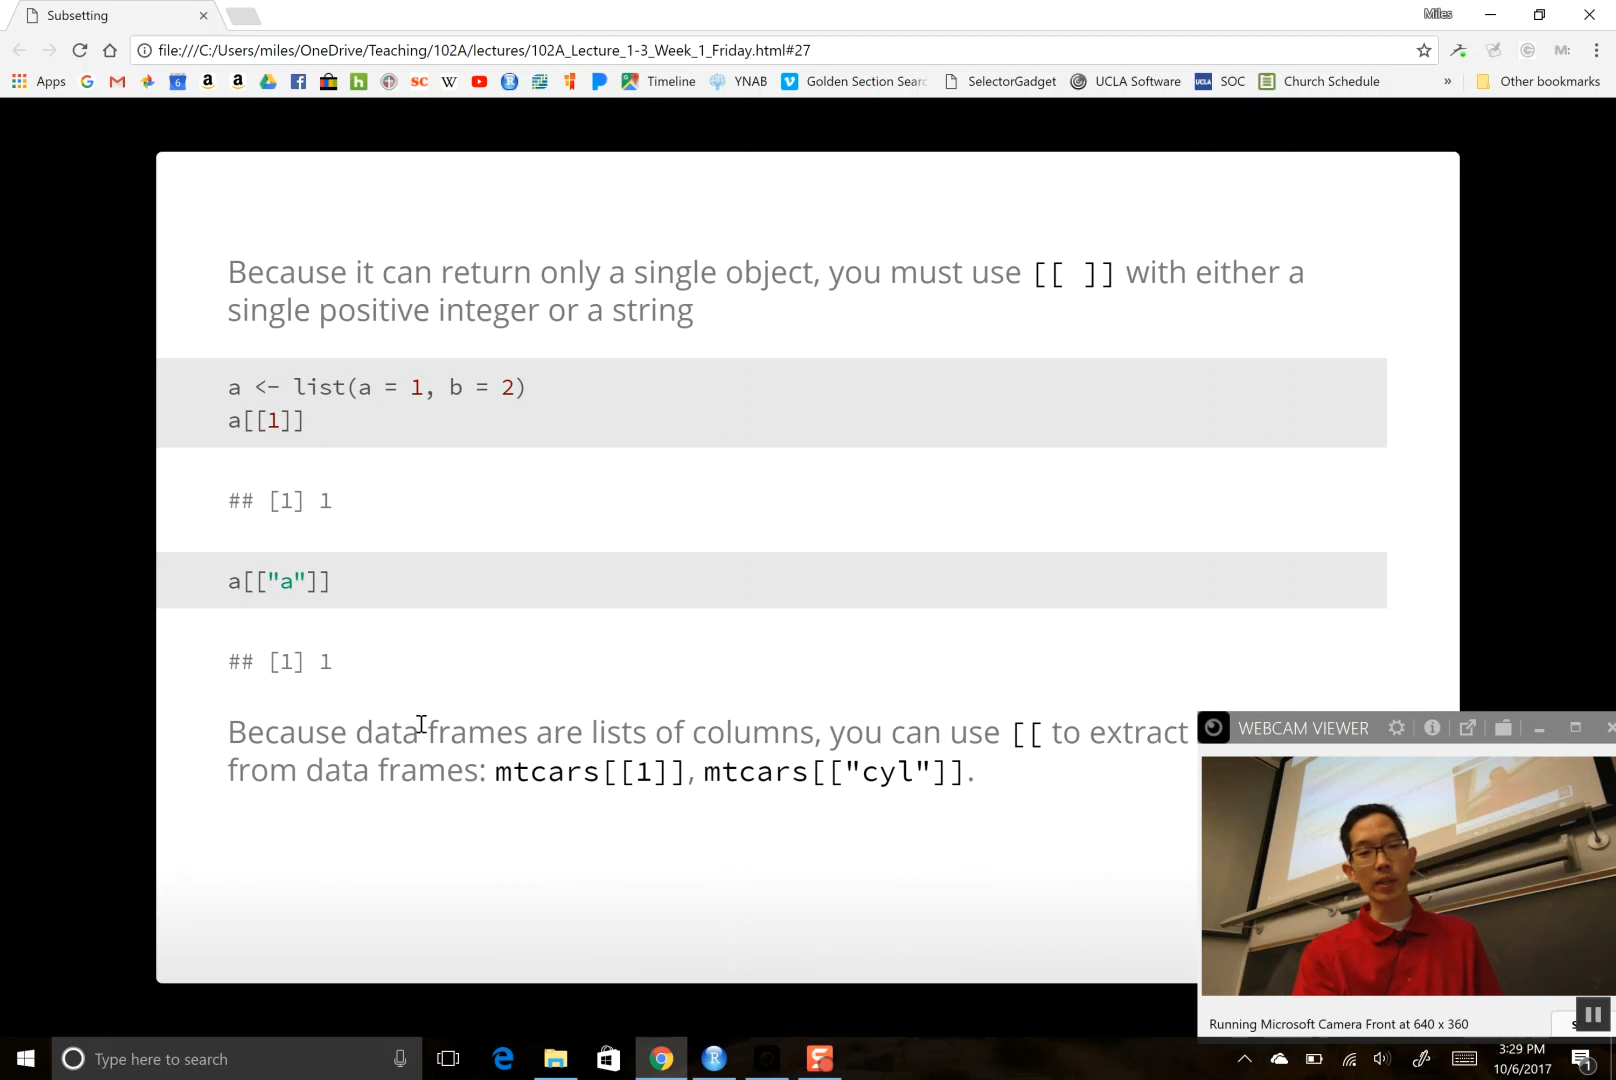 Subsetting
Miles
file:///C:/Users/miles/OneDrive/Teaching/102A/lectures/102A_Lecture_1-3_Week_1_Friday.html#27
Apps
Timeline
YNAB
Golden Section Searc
SelectorGadget
UCLA Software
SOC
Church Schedule
»
Other bookmarks
Because it can return only a single object, you must use [[ ]] with either a
single positive integer or a string
a <- list(a = 1, b = 2)
a[[1]]
## [1] 1
a[["a"]]
## [1] 1
Because data frames are lists of columns, you can use [[ to extract
from data frames: mtcars[[1]], mtcars[["cyl"]].
WEBCAM VIEWER
Running Microsoft Camera Front at 640 x 360
Type here to search
3:29 PM
10/6/2017